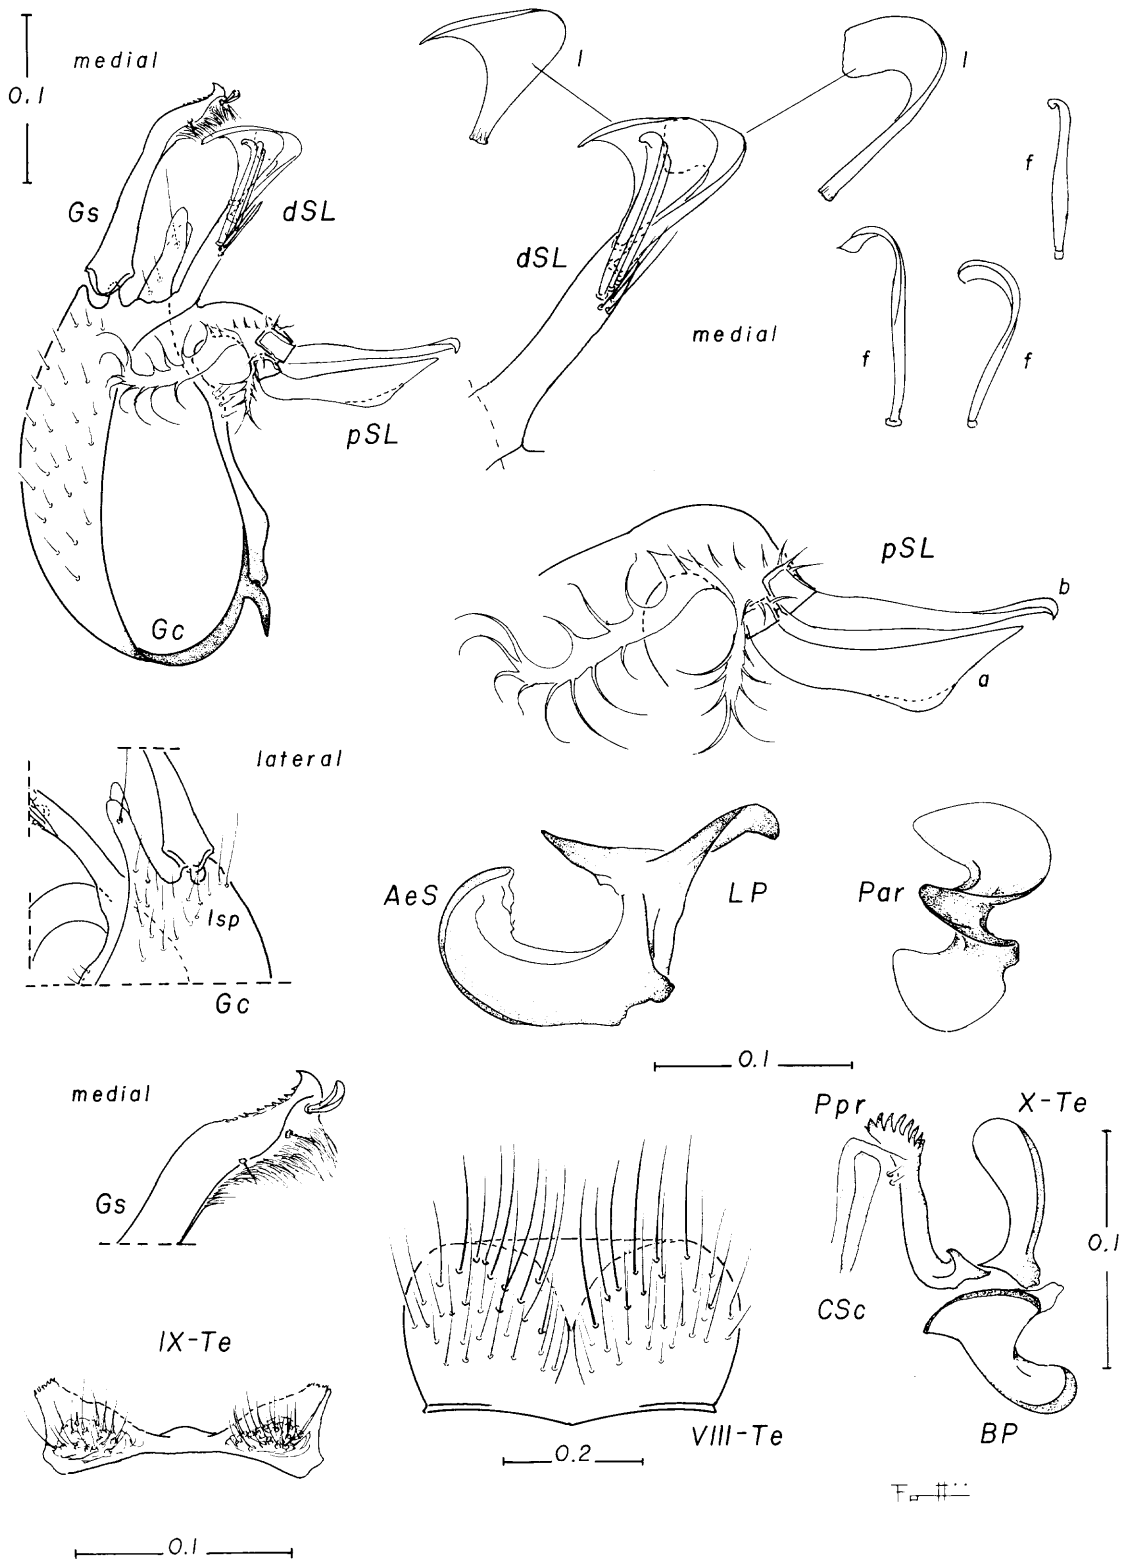 medial
0.1
l
l
Gs
dSL
f
dSL
medial
f
f
pSL
pSL
b
a
Gc
lateral
lsp
Gc
AeS
LP
Par
0.1
medial
Gs
Ppr
X-Te
0.1
CSc
IX-Te
VIII-Te
BP
0.2
0.1